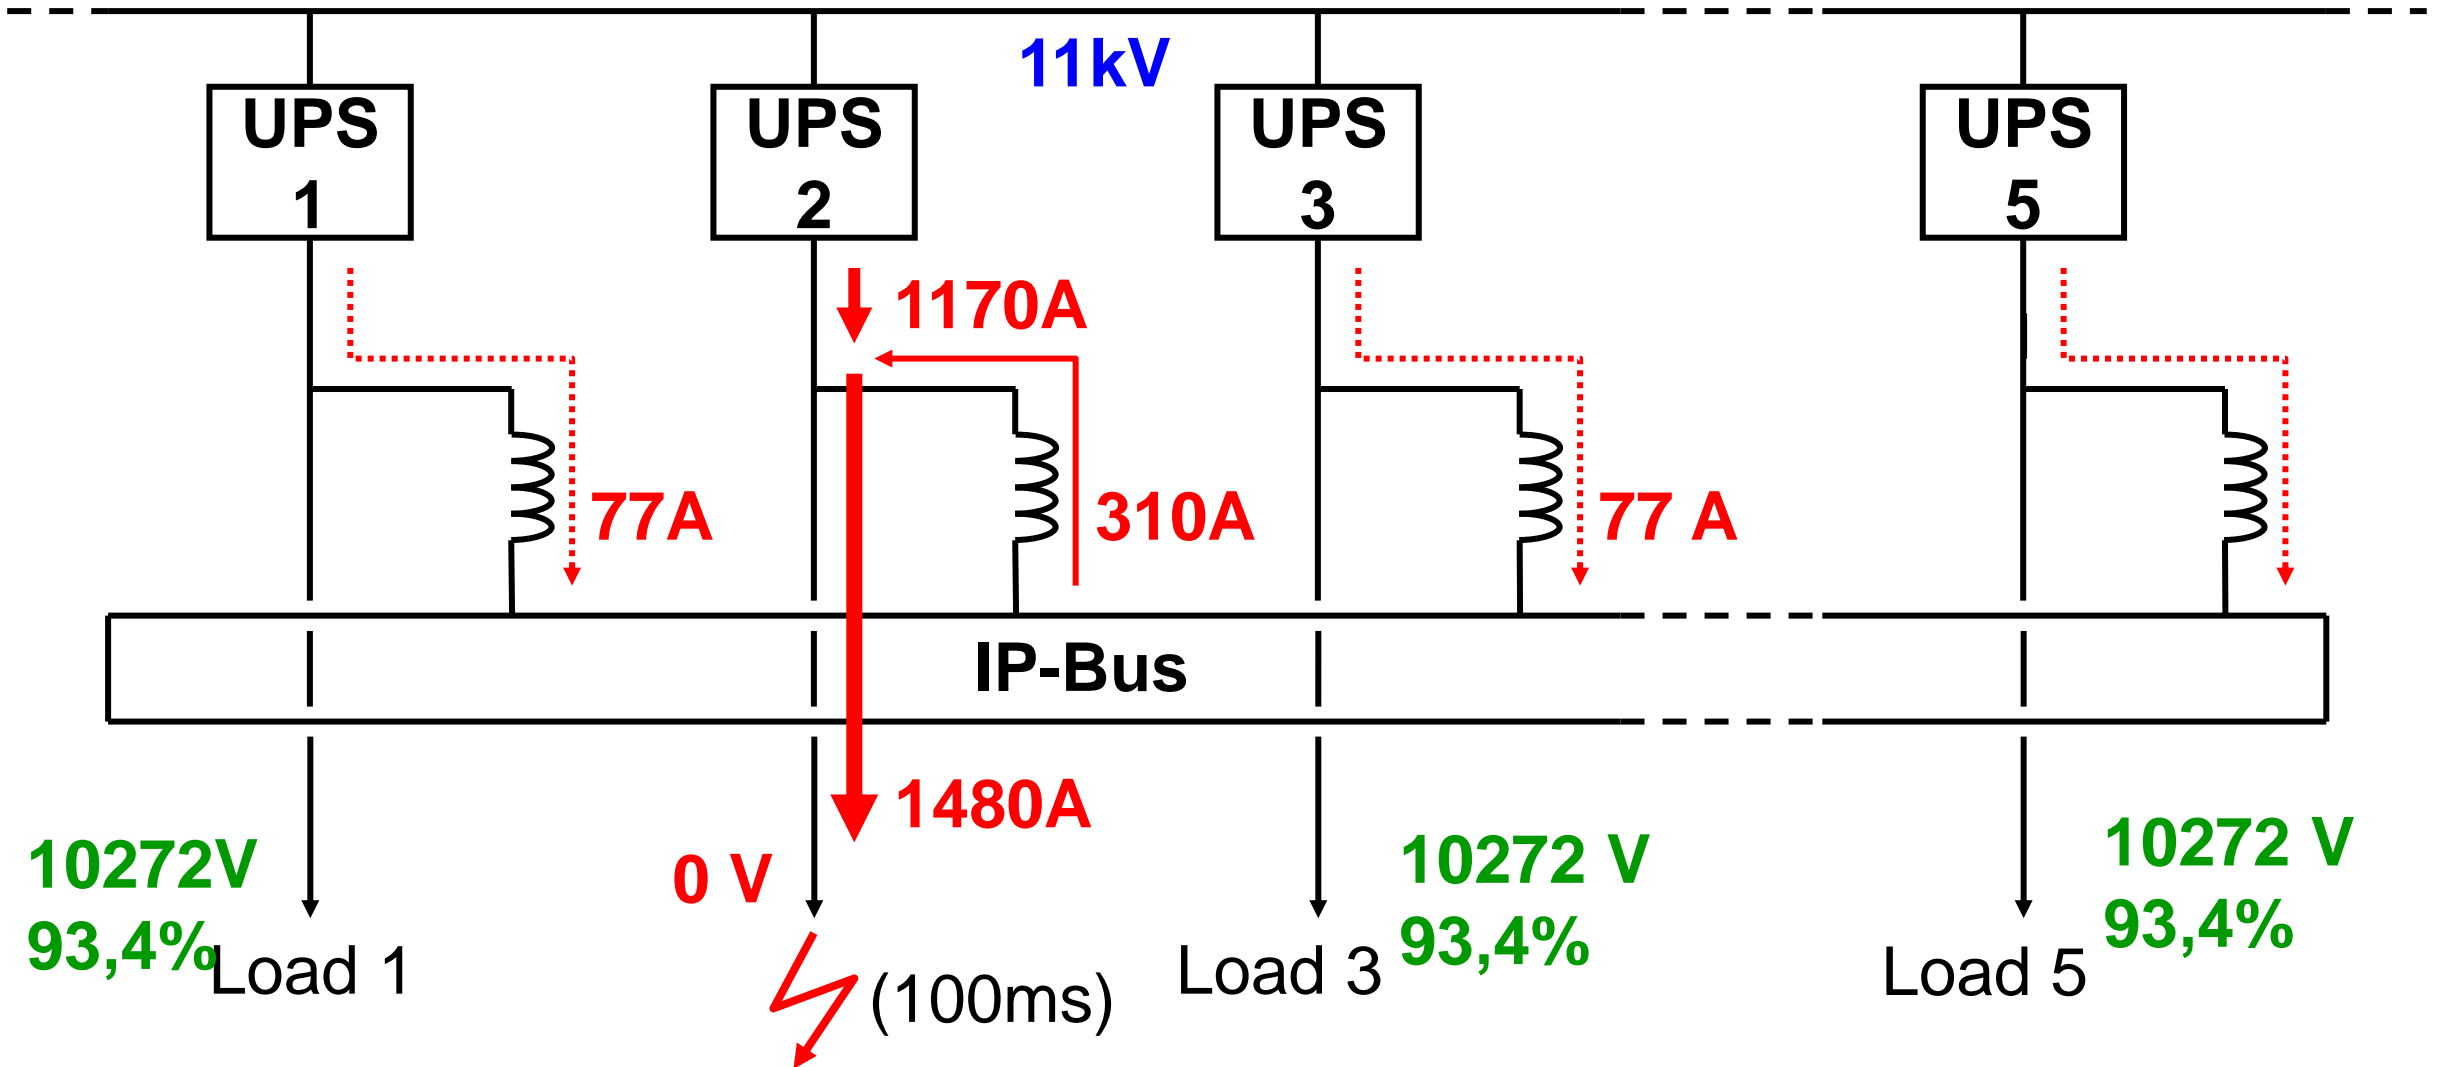 11kV
UPS
1
UPS
2
UPS
3
UPS
5
1170A
77A
310A
77 A
IP-Bus
1480A
10272V
93,4%
Load 1
0 V
(100ms)
10272 V
93,4%
Load 3
10272 V
93,4%
Load 5